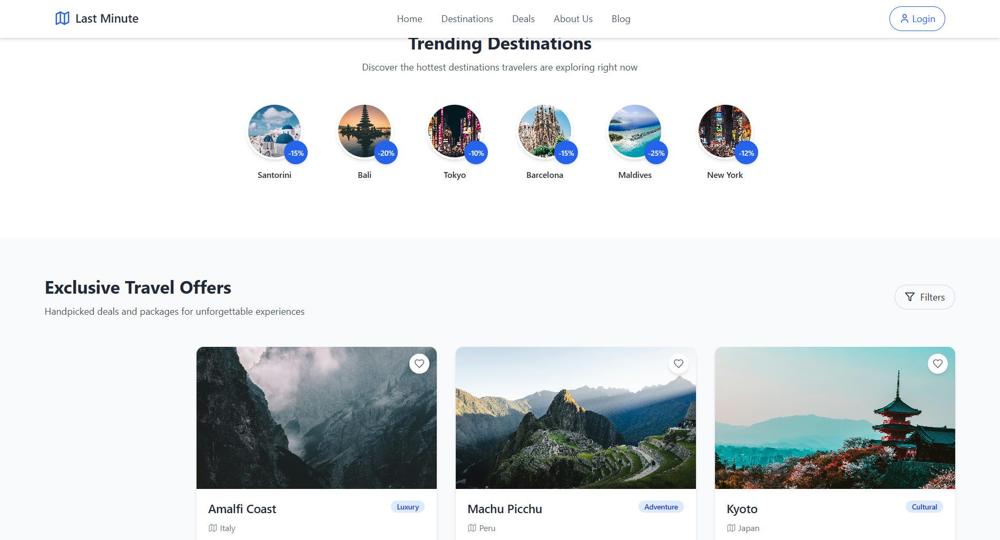 Last Minute
Home
Destinations
Deals
About Us
Blog
Login
Trending Destinations
Discover the hottest destinations travelers are exploring right now
-15%
-20%
-10%
-15%
-25%
-12%
Santorini
Bali
Tokyo
Barcelona
Maldives
New York
Exclusive Travel Offers
Handpicked deals and packages for unforgettable experiences
Filters
Amalfi Coast
Luxury
Italy
Machu Picchu
Adventure
Peru
Kyoto
Cultural
Japan